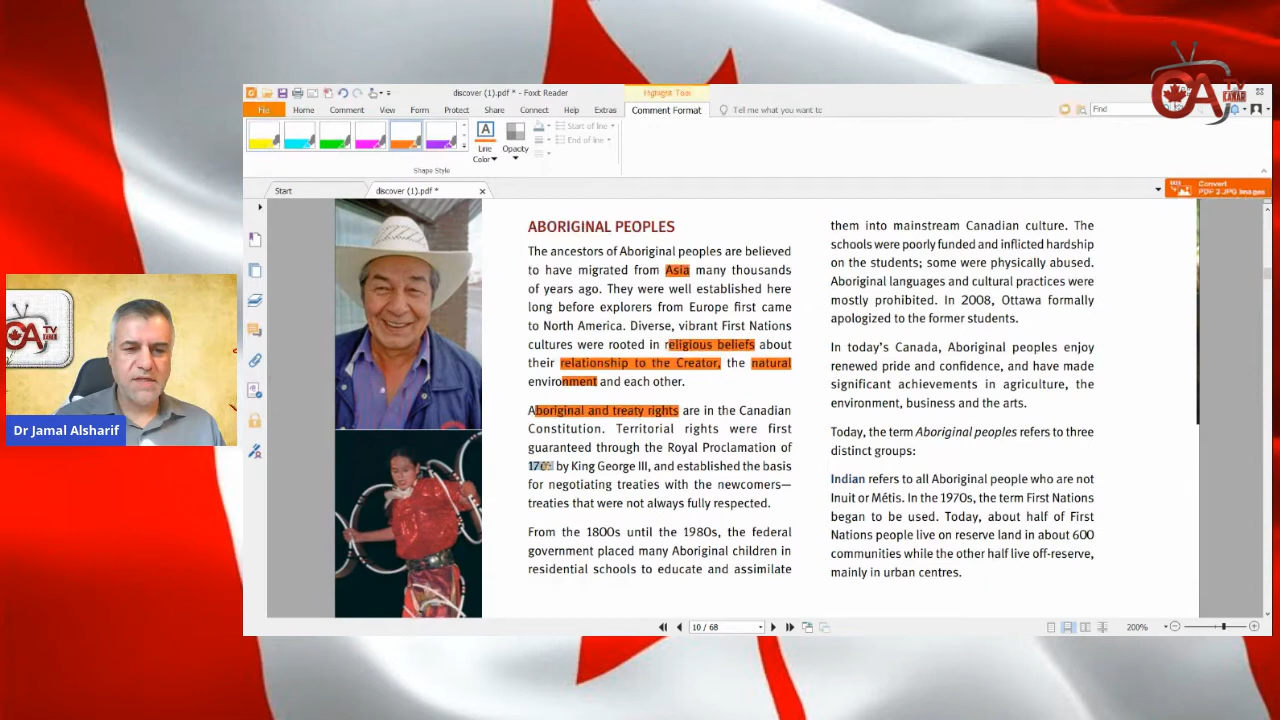 discover (1).pdf * - Foxit Reader
Highlight Tool
File
Home
Comment
View
Form
Protect
Share
Connect
Help
Extras
Comment Format
Tell me what you want to
Find
Line
Color
Opacity
Start of line
End of line
Shape Style
Start
discover (1).pdf *
Convert
PDF 2 JPG Images
CA TV
KANAR
CA TV
KANAR
Dr Jamal Alsharif
ABORIGINAL PEOPLES
The ancestors of Aboriginal peoples are believed
to have migrated from Asia many thousands
of years ago. They were well established here
long before explorers from Europe first came
to North America. Diverse, vibrant First Nations
cultures were rooted in religious beliefs about
their relationship to the Creator, the natural
environment and each other.
Aboriginal and treaty rights are in the Canadian
Constitution. Territorial rights were first
guaranteed through the Royal Proclamation of
by King George III, and established the basis
for negotiating treaties with the newcomers—
treaties that were not always fully respected.
From the 1800s until the 1980s, the federal
government placed many Aboriginal children in
residential schools to educate and assimilate
them into mainstream Canadian culture. The
schools were poorly funded and inflicted hardship
on the students; some were physically abused.
Aboriginal languages and cultural practices were
mostly prohibited. In 2008, Ottawa formally
apologized to the former students.
In today's Canada, Aboriginal peoples enjoy
renewed pride and confidence, and have made
significant achievements in agriculture, the
environment, business and the arts.
Today, the term Aboriginal peoples refers to three
distinct groups:
Indian refers to all Aboriginal people who are not
Inuit or Métis. In the 1970s, the term First Nations
began to be used. Today, about half of First
Nations people live on reserve land in about 600
communities while the other half live off-reserve,
mainly in urban centres.
10 / 68
200%